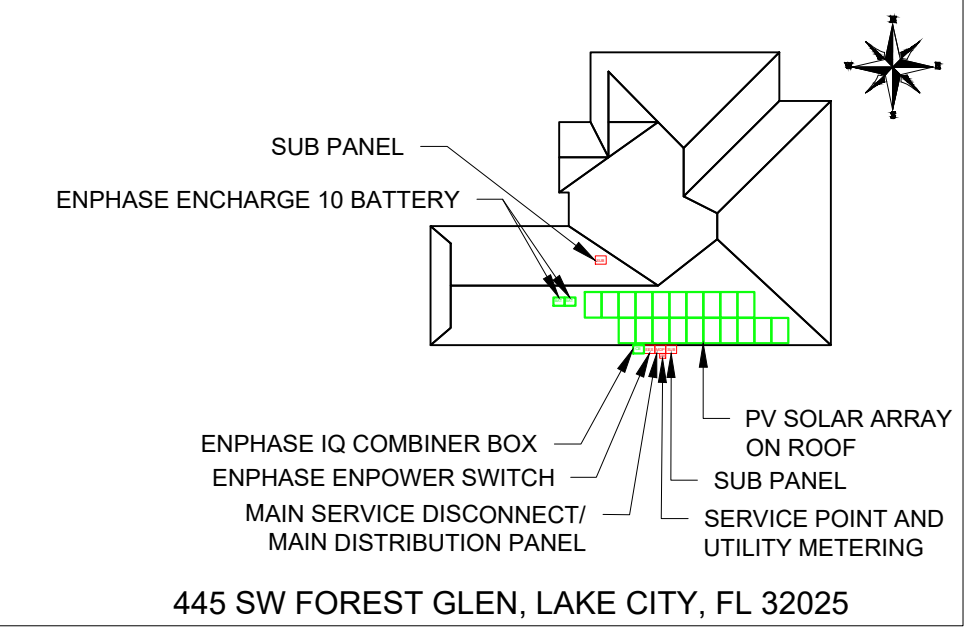 SUB PANEL
ENPHASE ENCHARGE 10 BATTERY
ENPHASE IQ COMBINER BOX
ENPHASE ENPOWER SWITCH
MAIN SERVICE DISCONNECT/
MAIN DISTRIBUTION PANEL
PV SOLAR ARRAY
ON ROOF
SUB PANEL
SERVICE POINT AND
UTILITY METERING
445 SW FOREST GLEN, LAKE CITY, FL 32025